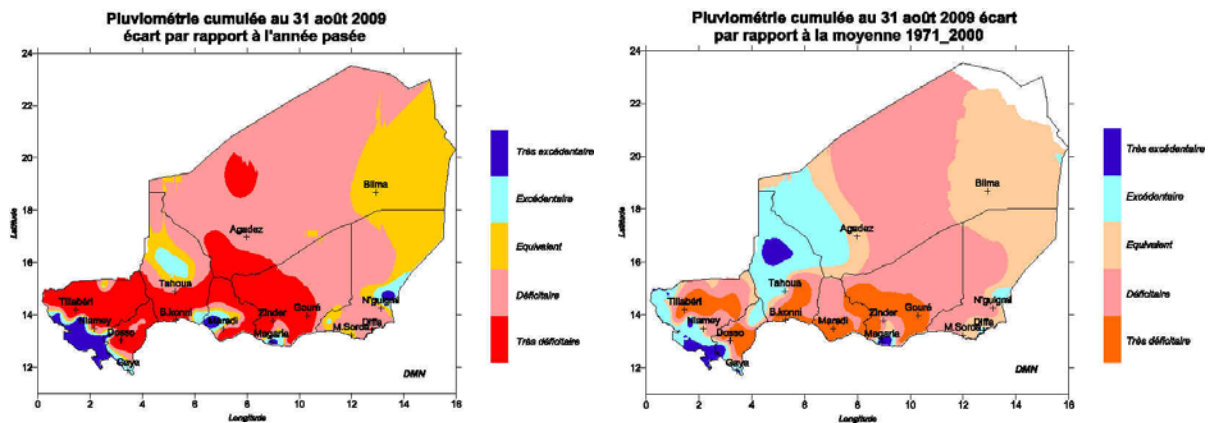 Pluviométrie cumulée au 31 août 2009
écart par rapport à l'année pasée
24
22
20
18
16
14
12
Latitude
0 2 4 6 8 10 12 14 16
Longitude
Bilma
Agadez
Tahoua
N'guigmi
Tillabéri
B.konni
Maradi
Zinder
Gouré
Niamey
Dosso
Magaria
M.Soroa
Diffa
Gaya
DMN
Très excédentaire
Excédentaire
Equivalent
Déficitaire
Très déficitaire
Pluviométrie cumulée au 31 août 2009 écart
par rapport à la moyenne 1971_2000
24
22
20
18
16
14
12
Latitude
0 2 4 6 8 10 12 14 16
Longitude
Bilma
Agadez
Tahoua
N'guigmi
Tillabéri
B.konni
Maradi
Zinder
Gouré
Niamey
Dosso
Magaria
M.Soroa
Diffa
Gaya
DMN
Très excédentaire
Excédentaire
Equivalent
Déficitaire
Très déficitaire